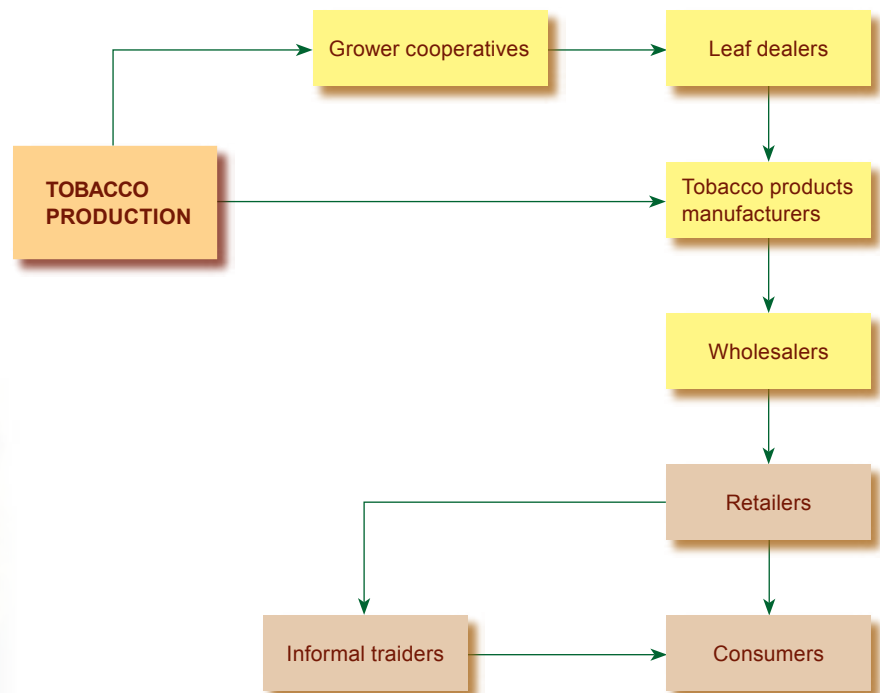 Grower cooperatives
Leaf dealers
TOBACCO
PRODUCTION
Tobacco products
manufacturers
Wholesalers
Retailers
Informal traiders
Consumers